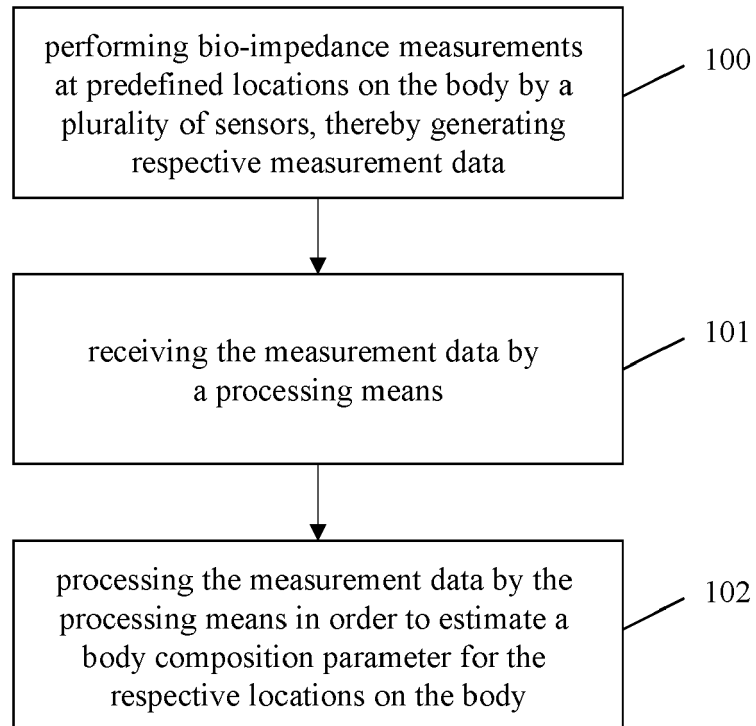 performing bio-impedance measurements
at predefined locations on the body by a
plurality of sensors, thereby generating
respective measurement data
100
receiving the measurement data by
a processing means
101
processing the measurement data by the
processing means in order to estimate a
body composition parameter for the
respective locations on the body
102